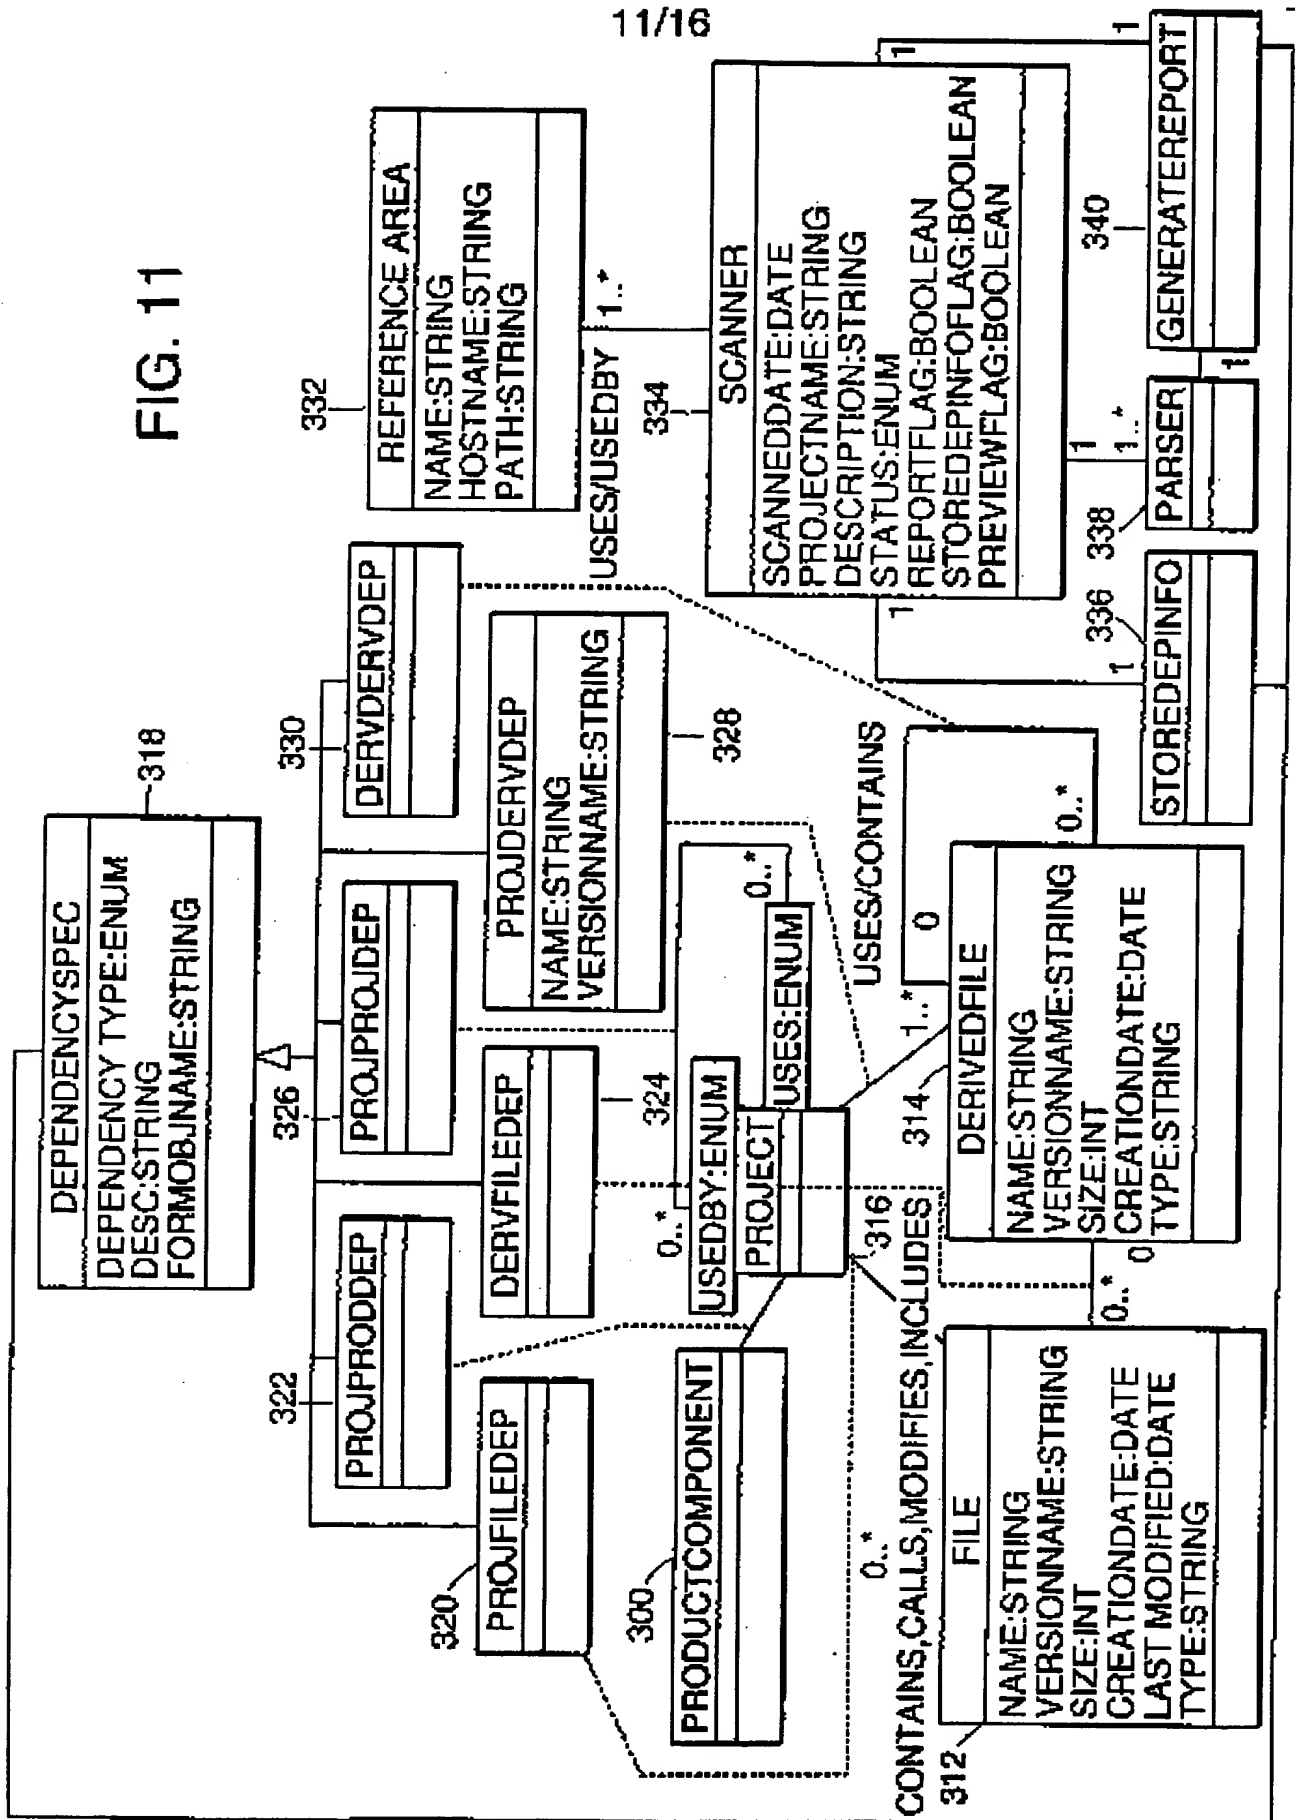 11/16
FIG. 11
DEPENDENCYSPEC
DEPENDENCY TYPE:ENUM
DESC:STRING
FORMOBJNAME:STRING
318
322
PROJPRODDEP
326
PROJPROJDEP
330
DERVDERVDEP
332
REFERENCE AREA
NAME:STRING
HOSTNAME:STRING
PATH:STRING
USES/USEDBY
1..*
320
PROJFILEDEP
DERVFILEDEP
324
PROJDERVDEP
NAME:STRING
VERSIONNAME:STRING
328
300
PRODUCTCOMPONENT
0..*
USEDBY:ENUM
PROJECT
USES:ENUM
0..*
316
334
SCANNER
SCANNEDDATE:DATE
PROJECTNAME:STRING
DESCRIPTION:STRING
STATUS:ENUM
REPORTFLAG:BOOLEAN
STOREDEPINFOFLAG:BOOLEAN
PREVIEWFLAG:BOOLEAN
1
1
1
0..*
CONTAINS,CALLS,MODIFIES,INCLUDES
312
FILE
NAME:STRING
VERSIONNAME:STRING
SIZE:INT
CREATIONDATE:DATE
LAST MODIFIED:DATE
TYPE:STRING
0..*
0
314
1..*
0
USES/CONTAINS
DERIVEDFILE
NAME:STRING
VERSIONNAME:STRING
SIZE:INT
CREATIONDATE:DATE
TYPE:STRING
0..*
336
1
STOREDEPINFO
338
1..*
PARSER
1
340
1
GENERATEREPORT
1